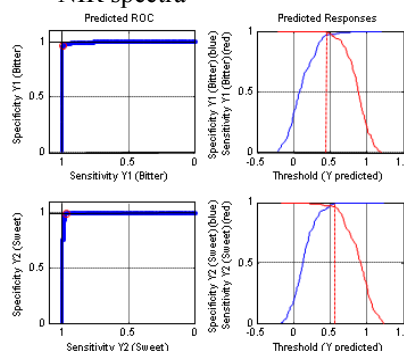 NIR spectra
Predicted ROC
Specificity Y1 (Bitter)
1
0.5
0
1
0.5
0
Sensitivity Y1 (Bitter)
Predicted Responses
Specificity Y1 (Bitter)(blue)
Sensitivity Y1 (Bitter)(red)
1
0.5
0
-0.5
0
0.5
1
1.
Threshold (Y predicted)
Specificity Y2 (Sweet)
1
0.5
0
1
0.5
0
Sensitivity Y2 (Sweet)
Specificity Y2 (Sweet)(blue)
Sensitivity Y2 (Sweet)(red)
1
0.5
0
-0.5
0
0.5
1
1.
Threshold (Y predicted)